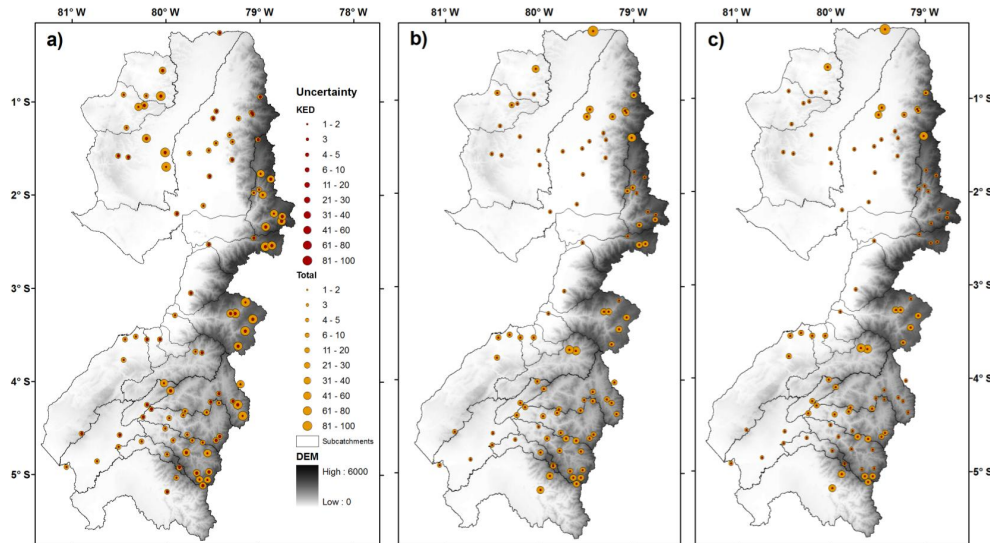 81°W 80°W 79°W 78°W
81°W 80°W 79°W
81°W 80°W 79°W
a)
b)
c)
1°S
2°S
3°S
4°S
5°S
Uncertainty
KED
1 - 2
3
4 - 5
6 - 10
11 - 20
21 - 30
31 - 40
41 - 60
61 - 80
81 - 100
Total
1 - 2
3
4 - 5
6 - 10
11 - 20
21 - 30
31 - 40
41 - 60
61 - 80
81 - 100
Subcatchments
DEM
High : 6000
Low : 0
1°S
2°S
3°S
4°S
5°S